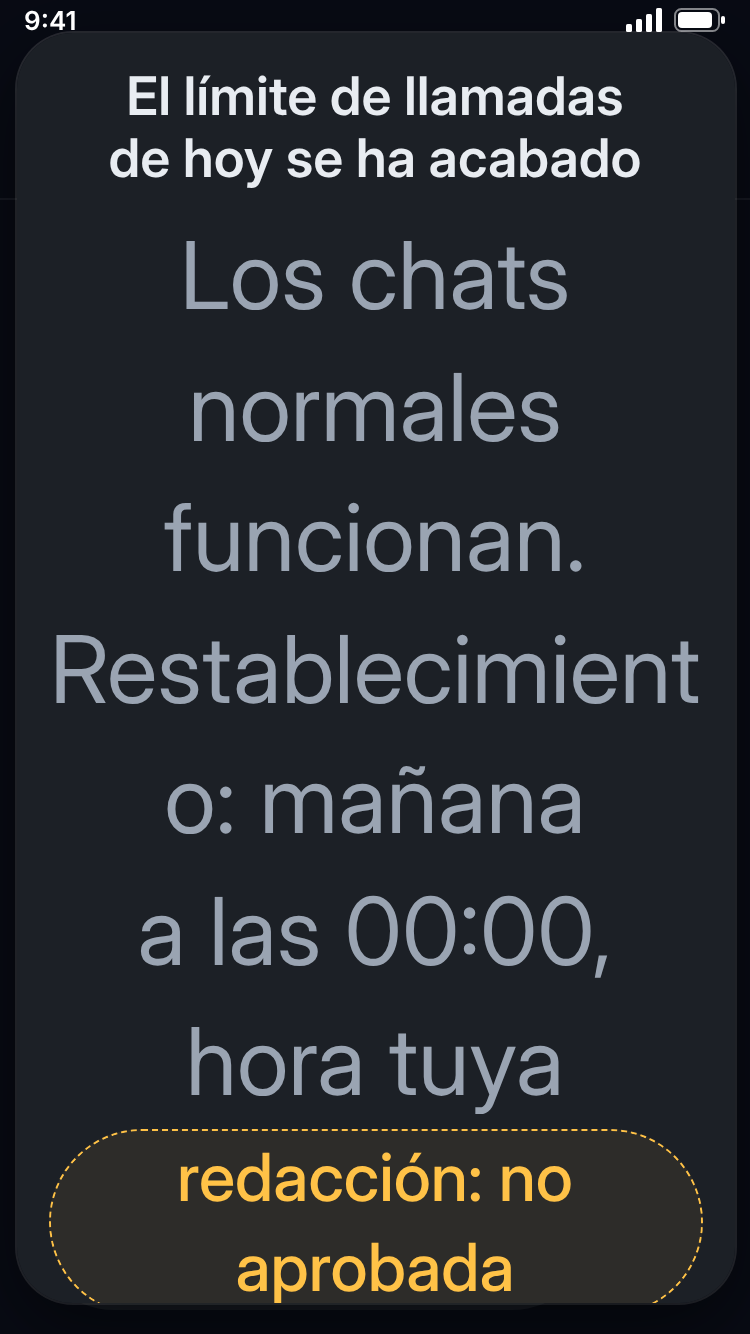 9:41
El límite de llamadas
de hoy se ha acabado
Los chats
normales
funcionan.
Restablecimient
o: mañana
a las 00:00,
hora tuya
redacción: no
aprobada